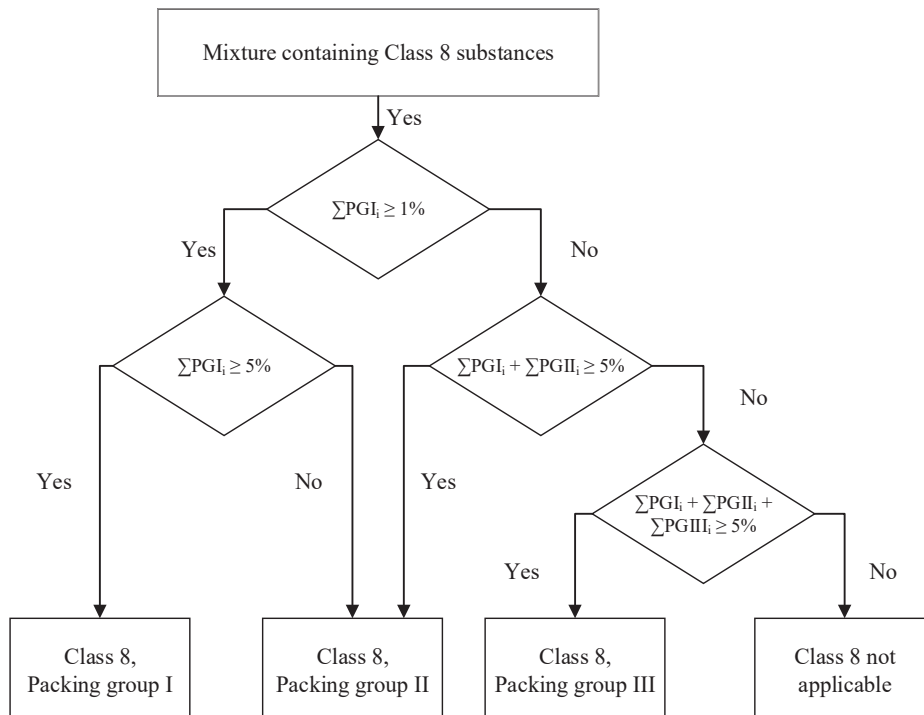 Mixture containing Class 8 substances
Yes
∑PGIᵢ ≥ 1%
Yes
No
∑PGIᵢ ≥ 5%
∑PGIᵢ + ∑PGIIᵢ ≥ 5%
No
Yes
No
Yes
∑PGIᵢ + ∑PGIIᵢ +
∑PGIIIᵢ ≥ 5%
Yes
No
Class 8,
Packing group I
Class 8,
Packing group II
Class 8,
Packing group III
Class 8 not
applicable